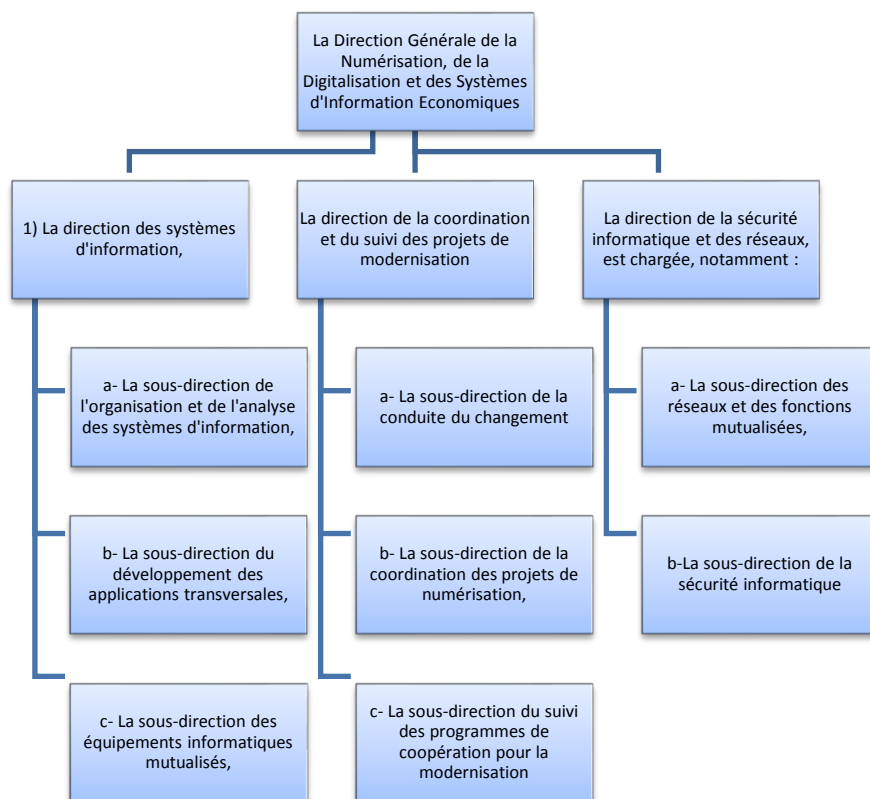 La Direction Générale de la
Numérisation, de la
Digitalisation et des Systèmes
d'Information Economiques
1) La direction des systèmes
d'information,
La direction de la coordination
et du suivi des projets de
modernisation
La direction de la sécurité
informatique et des réseaux,
est chargée, notamment :
a- La sous-direction de
l'organisation et de l'analyse
des systèmes d'information,
a- La sous-direction de la
conduite du changement
a- La sous-direction des
réseaux et des fonctions
mutualisées,
b- La sous-direction du
développement des
applications transversales,
b- La sous-direction de la
coordination des projets de
numérisation,
b-La sous-direction de la
sécurité informatique
c- La sous-direction des
équipements informatiques
mutualisés,
c- La sous-direction du suivi
des programmes de
coopération pour la
modernisation